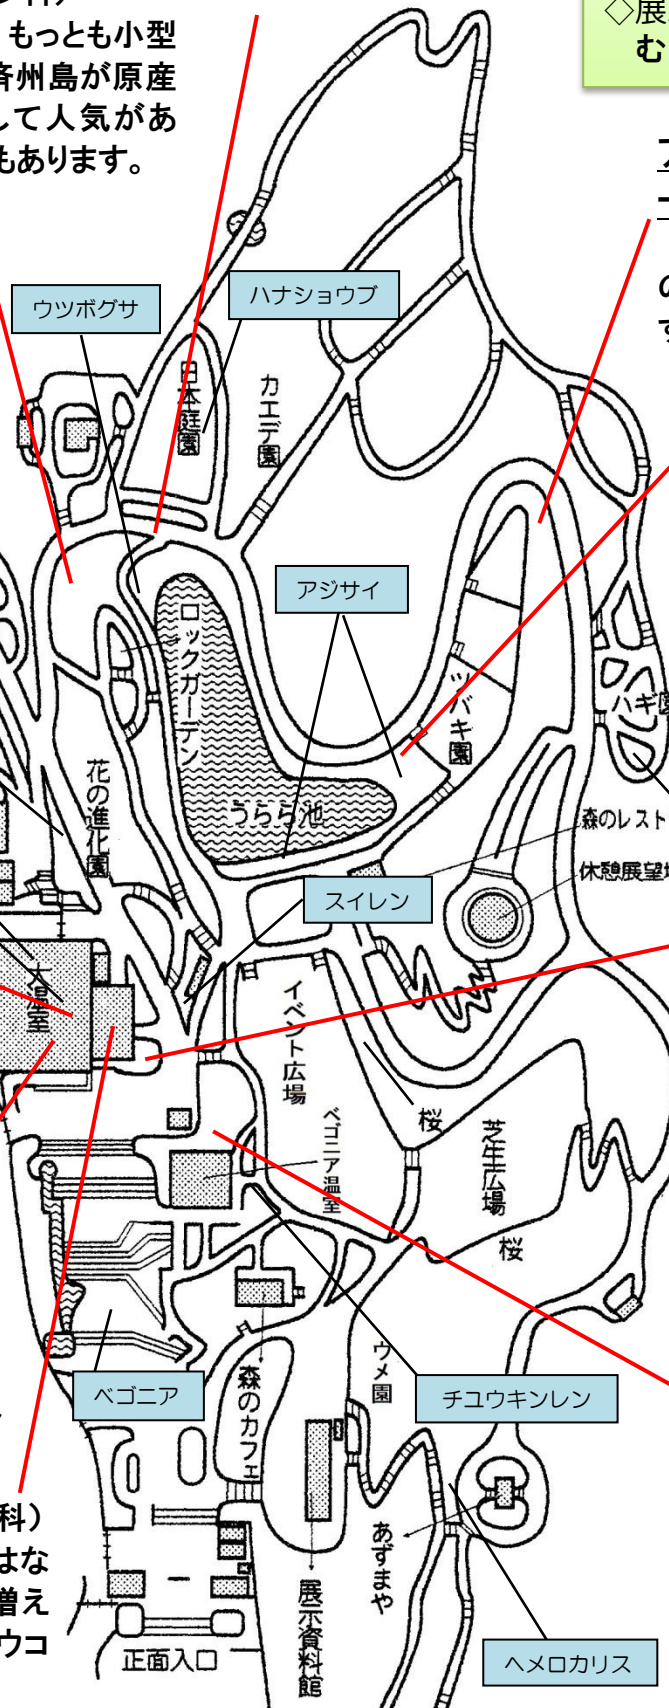 もっとも小型
済州島が原産
して人気があ
もあります。
◇展
む
の
す
ウツボグサ
ハナショウブ
日本庭園
カエデ園
アジサイ
ロックガーデン
ツバキ園
ハギ園
うらら池
花の進化園
森のレスト
休憩展望
スイレン
大温室
イベント広場
桜
ベゴニア温室
芝生広場
桜
ウメ園
ベゴニア
チユウキンレン
森のカフェ
科)
はな
増え
ウコ
あずまや
展示資料館
正面入口
ヘメロカリス